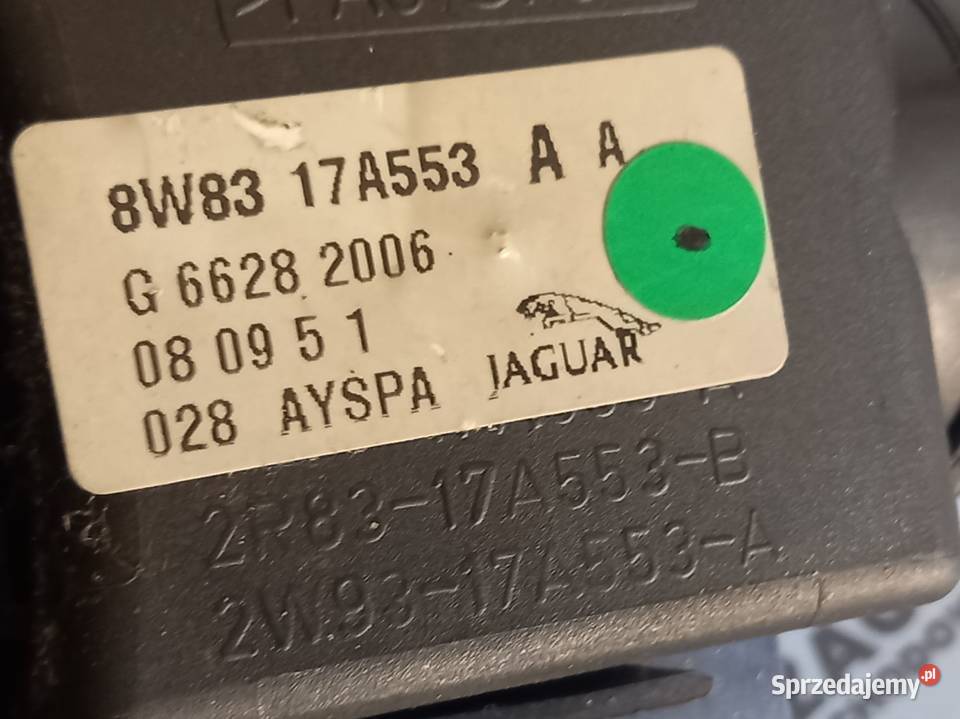 8W83 17A553 A A
G 6628 2006
08 09 5 1
028 AYSPA JAGUAR
2R83-17A553-B
2W93-17A553-A
Sprzedajemy.pl